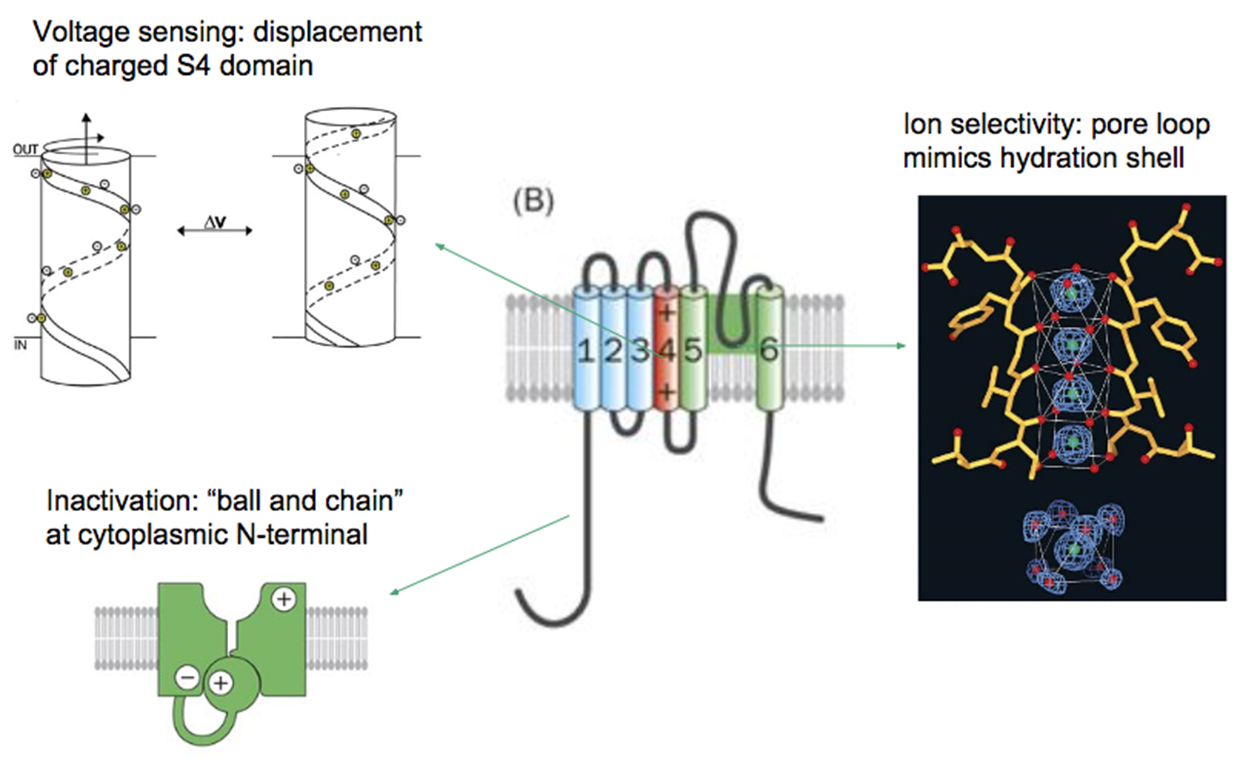 Voltage sensing: displacement
of charged S4 domain
OUT
ΔV
IN
(B)
+
1 2 3 4 5 6
+
Ion selectivity: pore loop
mimics hydration shell
Inactivation: “ball and chain”
at cytoplasmic N-terminal
+
− +